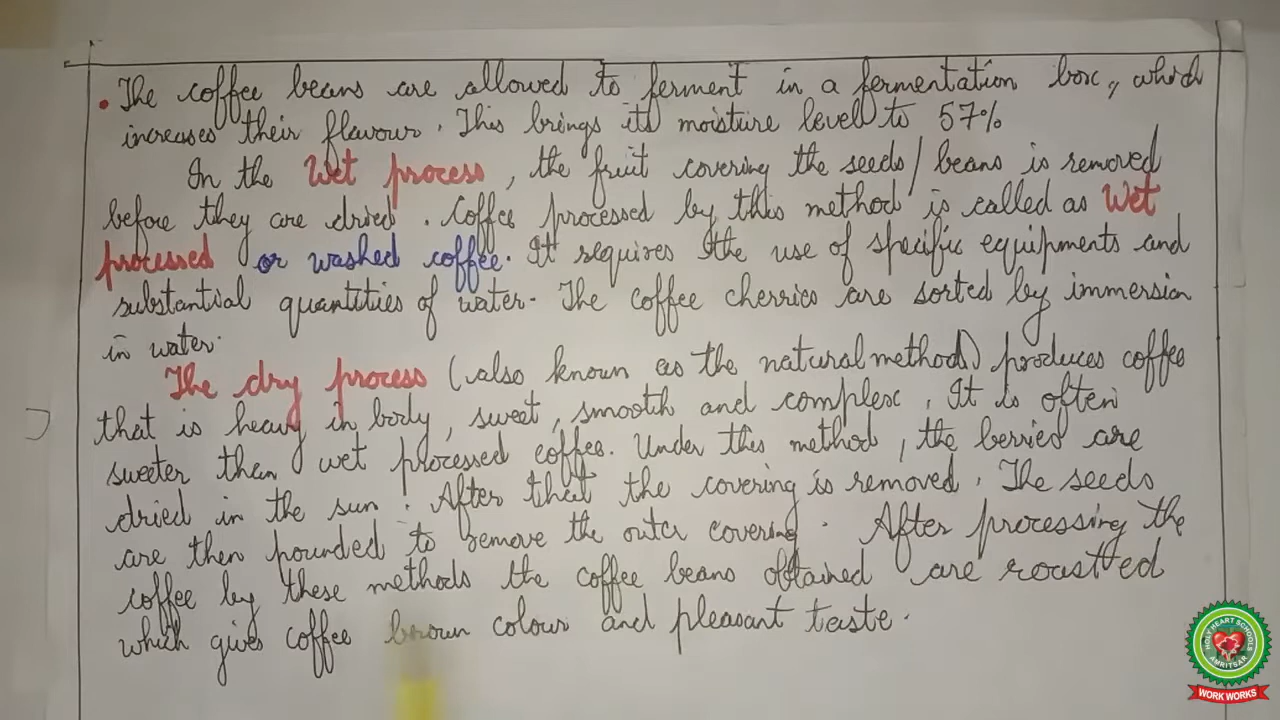 • The coffee beans are allowed to ferment in a fermentation box, which
increases their flavour. This brings its moisture level to 57%
In the Wet process, the fruit covering the seeds/beans is removed
before they are dried. Coffee processed by this method is called as Wet
processed or washed coffee. It requires the use of specific equipments and
substantial quantities of water. The coffee cherries are sorted by immersion
in water.
The dry process (also known as the natural method) produces coffee
that is heavy in body, sweet, smooth and complex. It is often
sweeter than wet processed coffee. Under this method, the berries are
dried in the sun. After that the covering is removed. The seeds
are then pounded to remove the outer covering. After processing the
coffee by these methods the coffee beans obtained are roastted
which gives coffee brown colour and pleasant taste.
HOLY HEART SCHOOLS
AMRITSAR
WORK WORKS